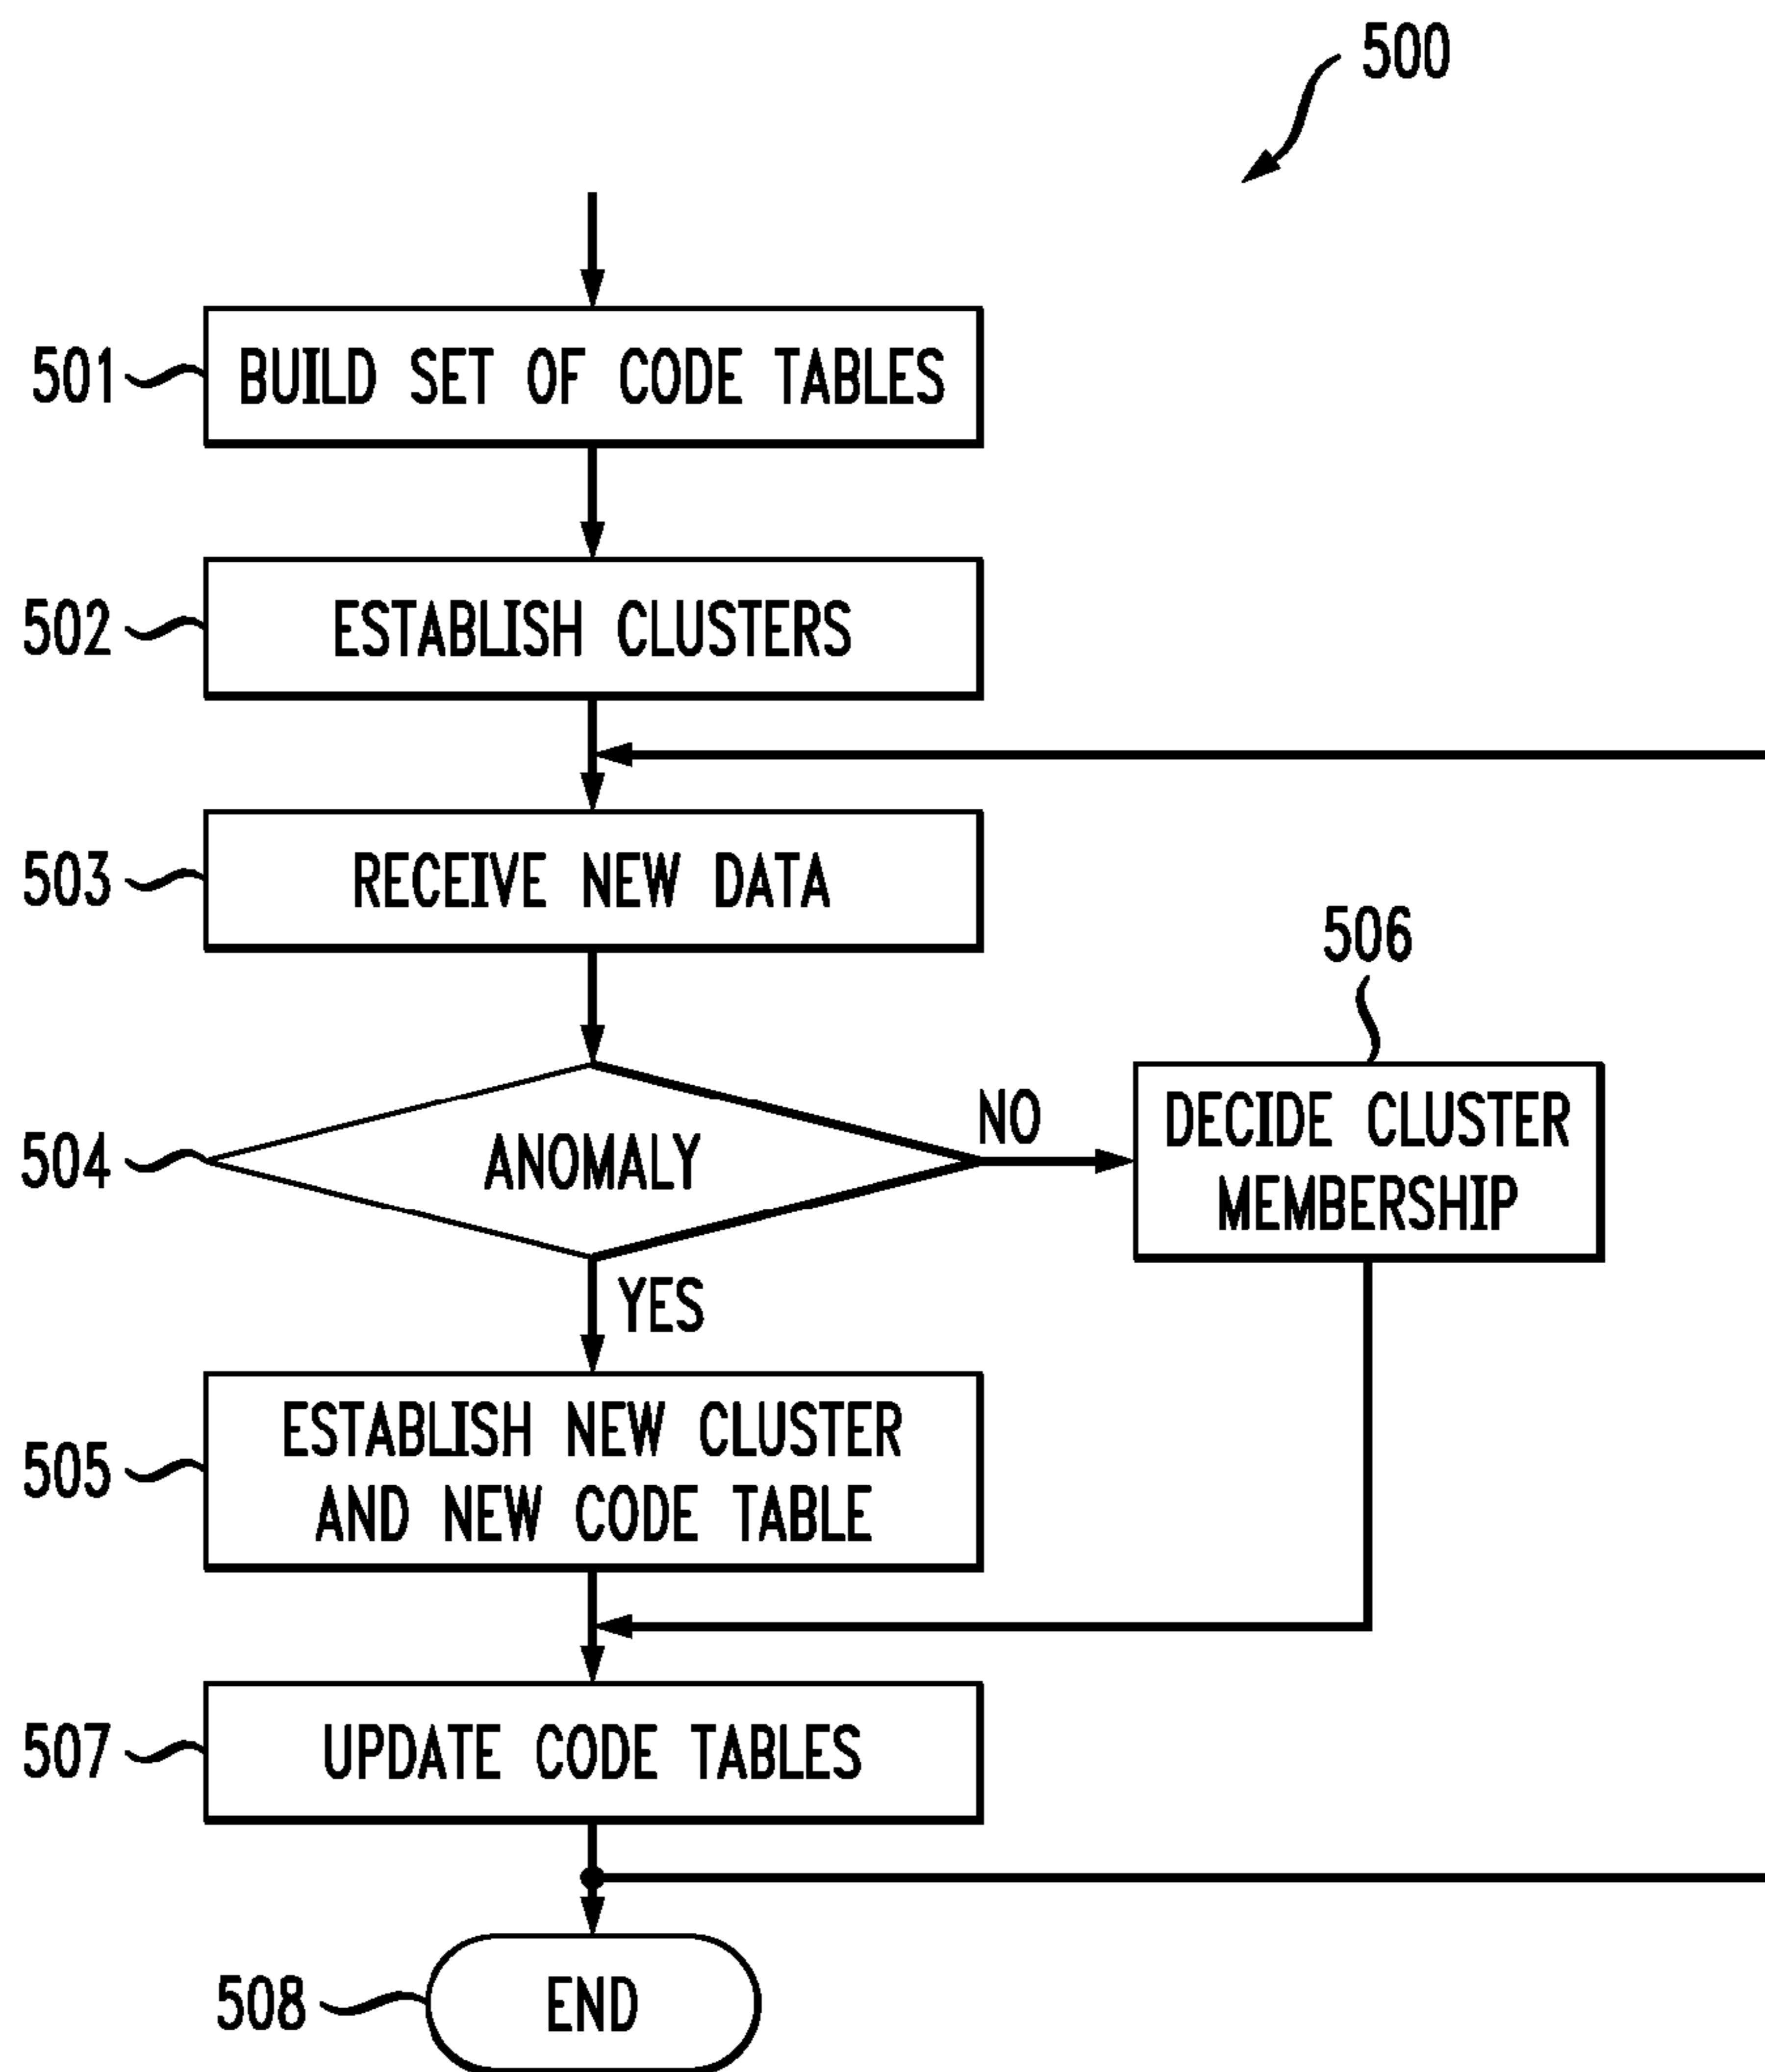 500
501 BUILD SET OF CODE TABLES
502 ESTABLISH CLUSTERS
503 RECEIVE NEW DATA
506
504 ANOMALY
NO
DECIDE CLUSTER
MEMBERSHIP
YES
505
ESTABLISH NEW CLUSTER
AND NEW CODE TABLE
507 UPDATE CODE TABLES
508 END